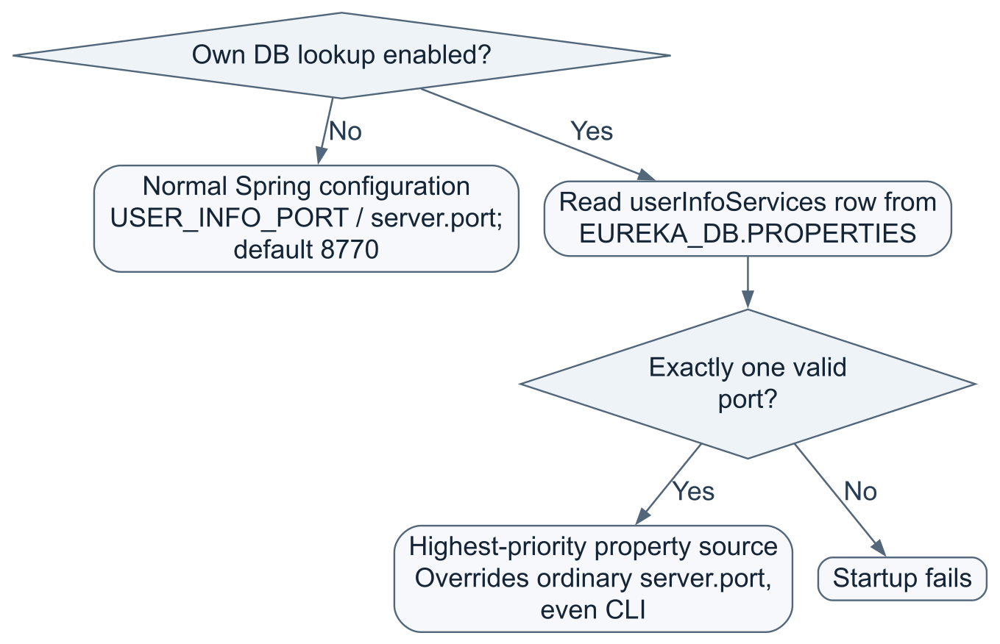 Own DB lookup enabled?
No
Yes
Normal Spring configuration
USER_INFO_PORT / server.port;
default 8770
Read userInfoServices row from
EUREKA_DB.PROPERTIES
Exactly one valid
port?
Yes
No
Highest-priority property source
Overrides ordinary server.port,
even CLI
Startup fails